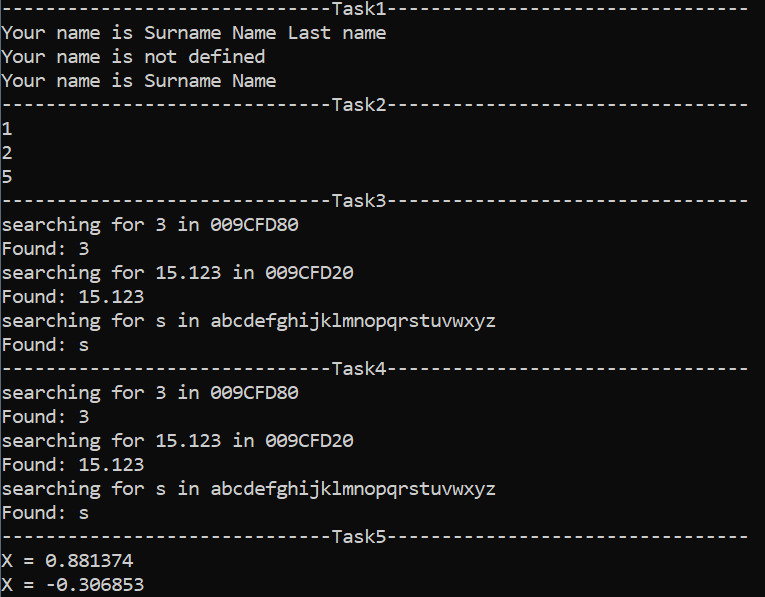 ------------------------------Task1---------------------------------
Your name is Surname Name Last name
Your name is not defined
Your name is Surname Name
------------------------------Task2---------------------------------
1
2
5
------------------------------Task3---------------------------------
searching for 3 in 009CFD80
Found: 3
searching for 15.123 in 009CFD20
Found: 15.123
searching for s in abcdefghijklmnopqrstuvwxyz
Found: s
------------------------------Task4---------------------------------
searching for 3 in 009CFD80
Found: 3
searching for 15.123 in 009CFD20
Found: 15.123
searching for s in abcdefghijklmnopqrstuvwxyz
Found: s
------------------------------Task5---------------------------------
X = 0.881374
X = -0.306853